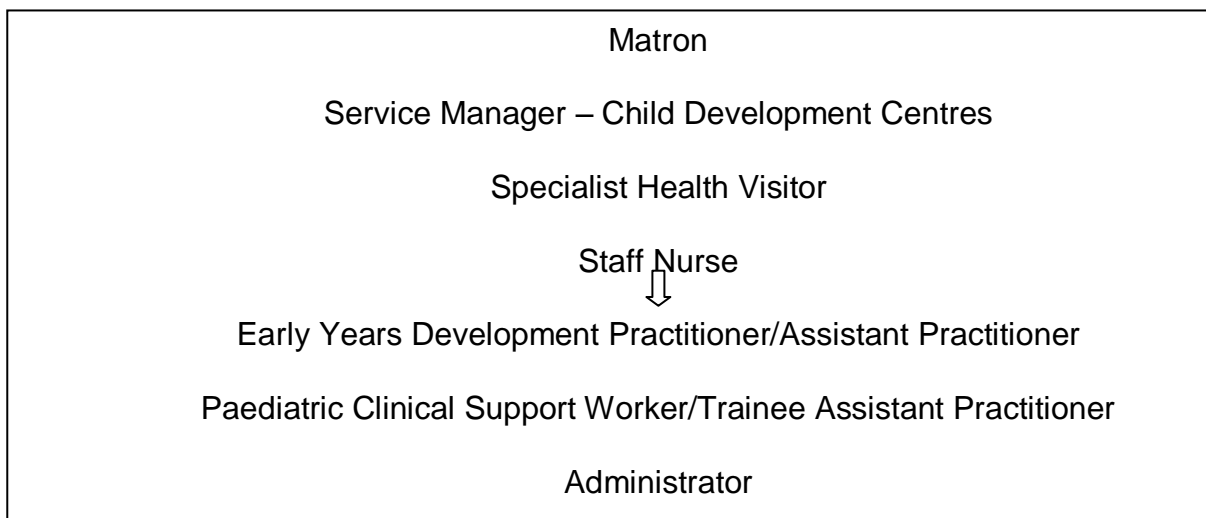 Matron
Service Manager – Child Development Centres
Specialist Health Visitor
Staff Nurse
Early Years Development Practitioner/Assistant Practitioner
Paediatric Clinical Support Worker/Trainee Assistant Practitioner
Administrator